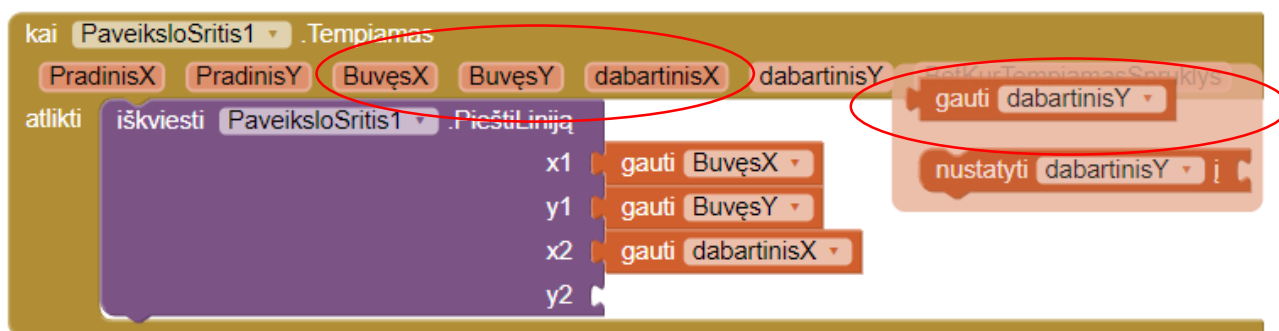 kai PaveiksloSritis1 .Tempiamas
PradinisX PradinisY BuvęsX BuvęsY dabartinisX dabartinisY BetKurTempiamasSpruklys
gauti dabartinisY
atlikti iškviesti PaveiksloSritis1 .PieštiLiniją
x1 gauti BuvęsX
nustatyti dabartinisY į
y1 gauti BuvęsY
x2 gauti dabartinisX
y2